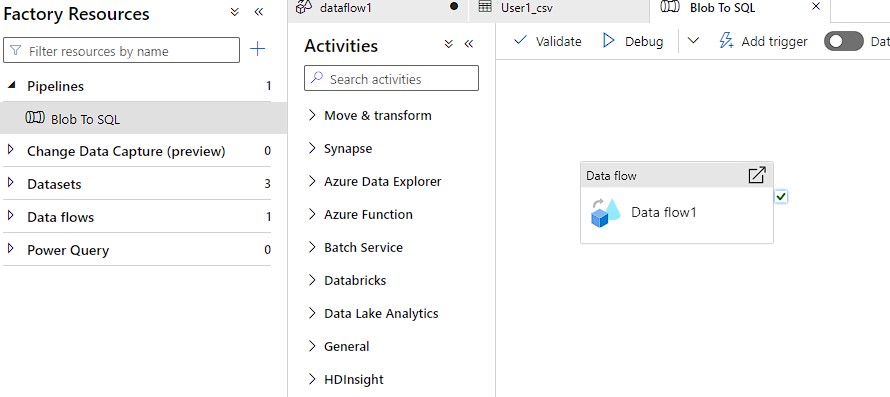 Factory Resources
Filter resources by name
Pipelines 1
Blob To SQL
Change Data Capture (preview) 0
Datasets 3
Data flows 1
Power Query 0
dataflow1
User1_csv
Blob To SQL
Activities
Search activities
Move & transform
Synapse
Azure Data Explorer
Azure Function
Batch Service
Databricks
Data Lake Analytics
General
HDInsight
Validate Debug Add trigger Dat
Data flow
Data flow1